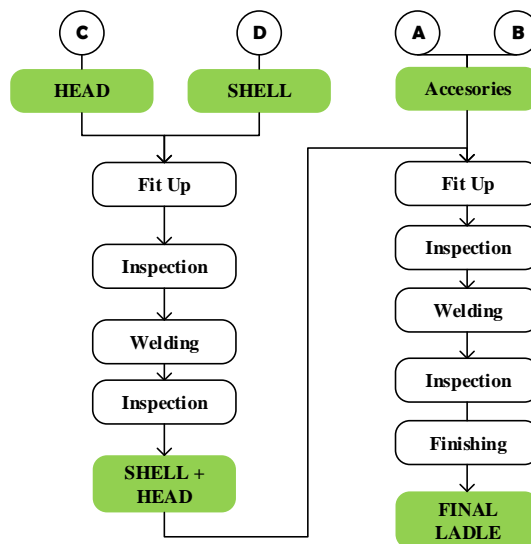 C
D
HEAD
SHELL
Fit Up
Inspection
Welding
Inspection
SHELL +
HEAD
A
B
Accesories
Fit Up
Inspection
Welding
Inspection
Finishing
FINAL
LADLE